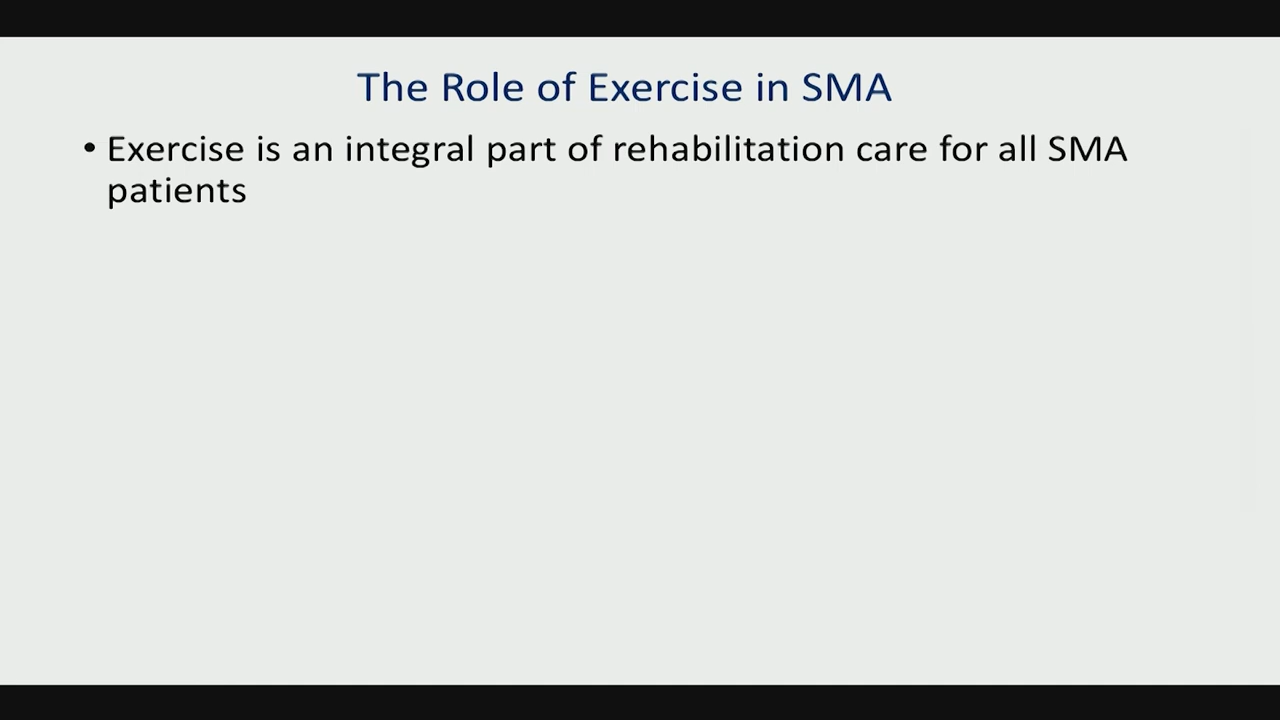 The Role of Exercise in SMA
• Exercise is an integral part of rehabilitation care for all SMA
patients